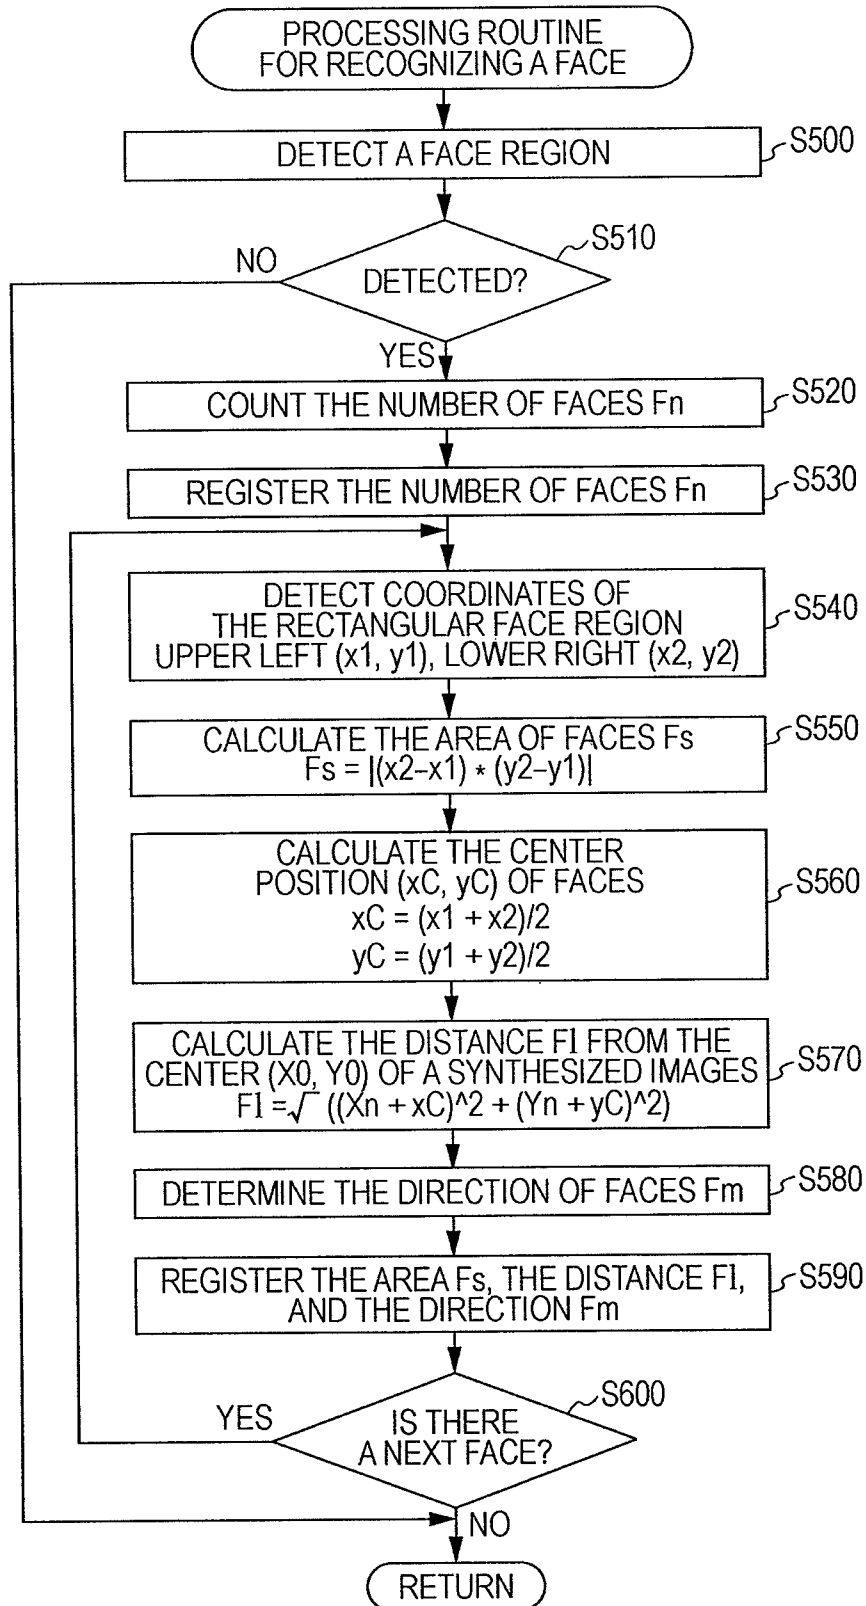 PROCESSING ROUTINE
FOR RECOGNIZING A FACE
DETECT A FACE REGION
S500
S510
NO
DETECTED?
YES
COUNT THE NUMBER OF FACES Fn
S520
REGISTER THE NUMBER OF FACES Fn
S530
DETECT COORDINATES OF
THE RECTANGULAR FACE REGION
UPPER LEFT (x1, y1), LOWER RIGHT (x2, y2)
S540
CALCULATE THE AREA OF FACES Fs
Fs = |(x2–x1) * (y2–y1)|
S550
CALCULATE THE CENTER
POSITION (xC, yC) OF FACES
xC = (x1 + x2)/2
yC = (y1 + y2)/2
S560
CALCULATE THE DISTANCE Fl FROM THE
CENTER (X0, Y0) OF A SYNTHESIZED IMAGES
Fl =√ ((Xn + xC)^2 + (Yn + yC)^2)
S570
DETERMINE THE DIRECTION OF FACES Fm
S580
REGISTER THE AREA Fs, THE DISTANCE Fl,
AND THE DIRECTION Fm
S590
S600
YES
IS THERE
A NEXT FACE?
NO
RETURN